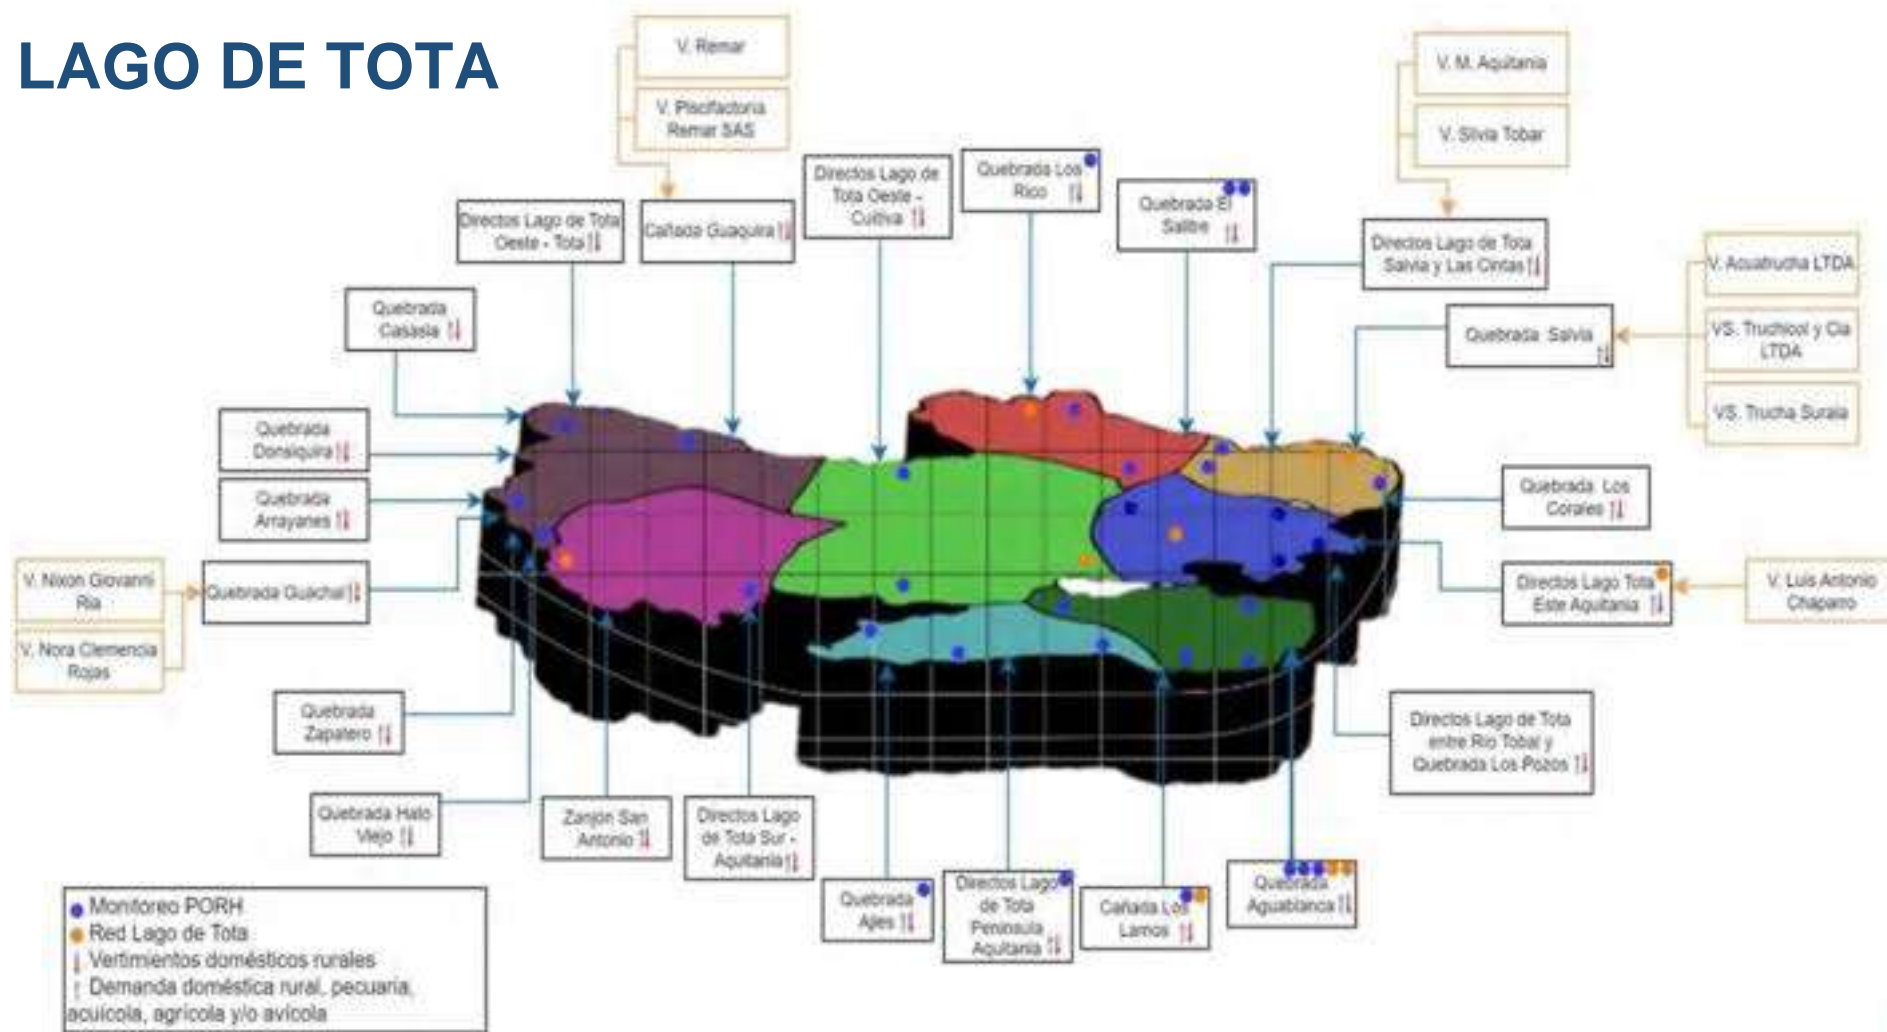 LAGO DE TOTA
V. Remar
V. Piscifactoria
Remar SAS
V. M. Aquitania
V. Silvia Tobar
Directos Lago de Tota
Oeste - Tota
Cañada Guaquira
Directos Lago de
Tota Oeste -
Cuitiva
Quebrada Los
Rico
Quebrada El
Salibe
Directos Lago de Tota
Salvia y Las Cintas
V. Acuatrucha LTDA
VS. Truchicol y Cia
LTDA
VS. Trucha Surala
Quebrada Salvia
Quebrada
Casasia
Quebrada
Donsiquira
Quebrada
Arrayanes
Quebrada Los
Corales
V. Nixon Giovanni
Ria
V. Nora Clemencia
Rojas
Quebrada Guachal
Directos Lago Tota
Este Aquitania
V. Luis Antonio
Chaparro
Quebrada
Zapatero
Directos Lago de Tota
entre Rio Tobal y
Quebrada Los Pozos
Quebrada Hato
Viejo
Zanjón San
Antonio
Directos Lago
de Tota Sur -
Aquitania
Quebrada
Ajies
Directos Lago
de Tota
Peninsula
Aquitania
Cañada Los
Lamos
Quebrada
Aguablanca
Monitoreo PORH
Red Lago de Tota
Vertimientos domésticos rurales
Demanda doméstica rural, pecuaria,
acuícola, agrícola y/o avícola